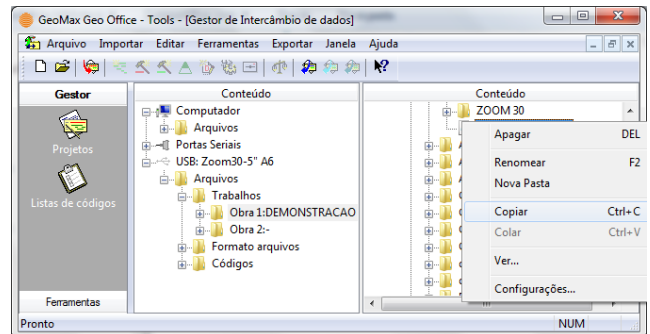 GeoMax Geo Office - Tools - [Gestor de Intercâmbio de dados]
Arquivo Importar Editar Ferramentas Exportar Janela Ajuda
Gestor
Projetos
Listas de códigos
Ferramentas
Conteúdo
Computador
Arquivos
Portas Seriais
USB: Zoom30-5" A6
Arquivos
Trabalhos
Obra 1:DEMONSTRACAO
Obra 2:-
Formato arquivos
Códigos
Conteúdo
ZOOM 30
Apagar DEL
Renomear F2
Nova Pasta
Copiar Ctrl+C
Colar Ctrl+V
Ver...
Configurações...
Pronto NUM